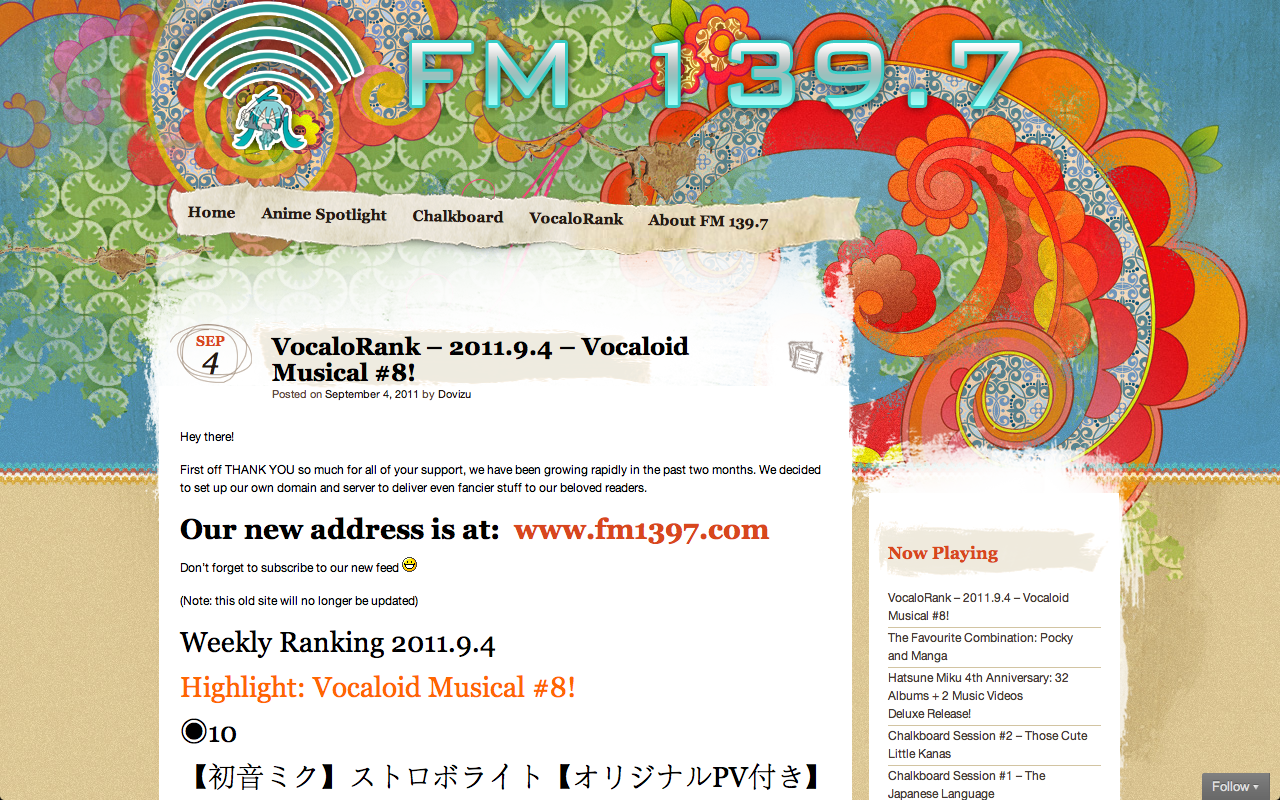 FM 139.7
Home Anime Spotlight Chalkboard VocaloRank About FM 139.7
SEP
4
VocaloRank – 2011.9.4 – Vocaloid
Musical #8!
Posted on September 4, 2011 by Dovizu
Hey there!
First off THANK YOU so much for all of your support, we have been growing rapidly in the past two months. We decided
to set up our own domain and server to deliver even fancier stuff to our beloved readers.
Our new address is at: www.fm1397.com
Don't forget to subscribe to our new feed
(Note: this old site will no longer be updated)
Weekly Ranking 2011.9.4
Highlight: Vocaloid Musical #8!
◉10
【初音ミク】ストロボライト【オリジナルPV付き】
Now Playing
VocaloRank – 2011.9.4 – Vocaloid
Musical #8!
The Favourite Combination: Pocky
and Manga
Hatsune Miku 4th Anniversary: 32
Albums + 2 Music Videos
Deluxe Release!
Chalkboard Session #2 – Those Cute
Little Kanas
Chalkboard Session #1 – The
Japanese Language
Follow